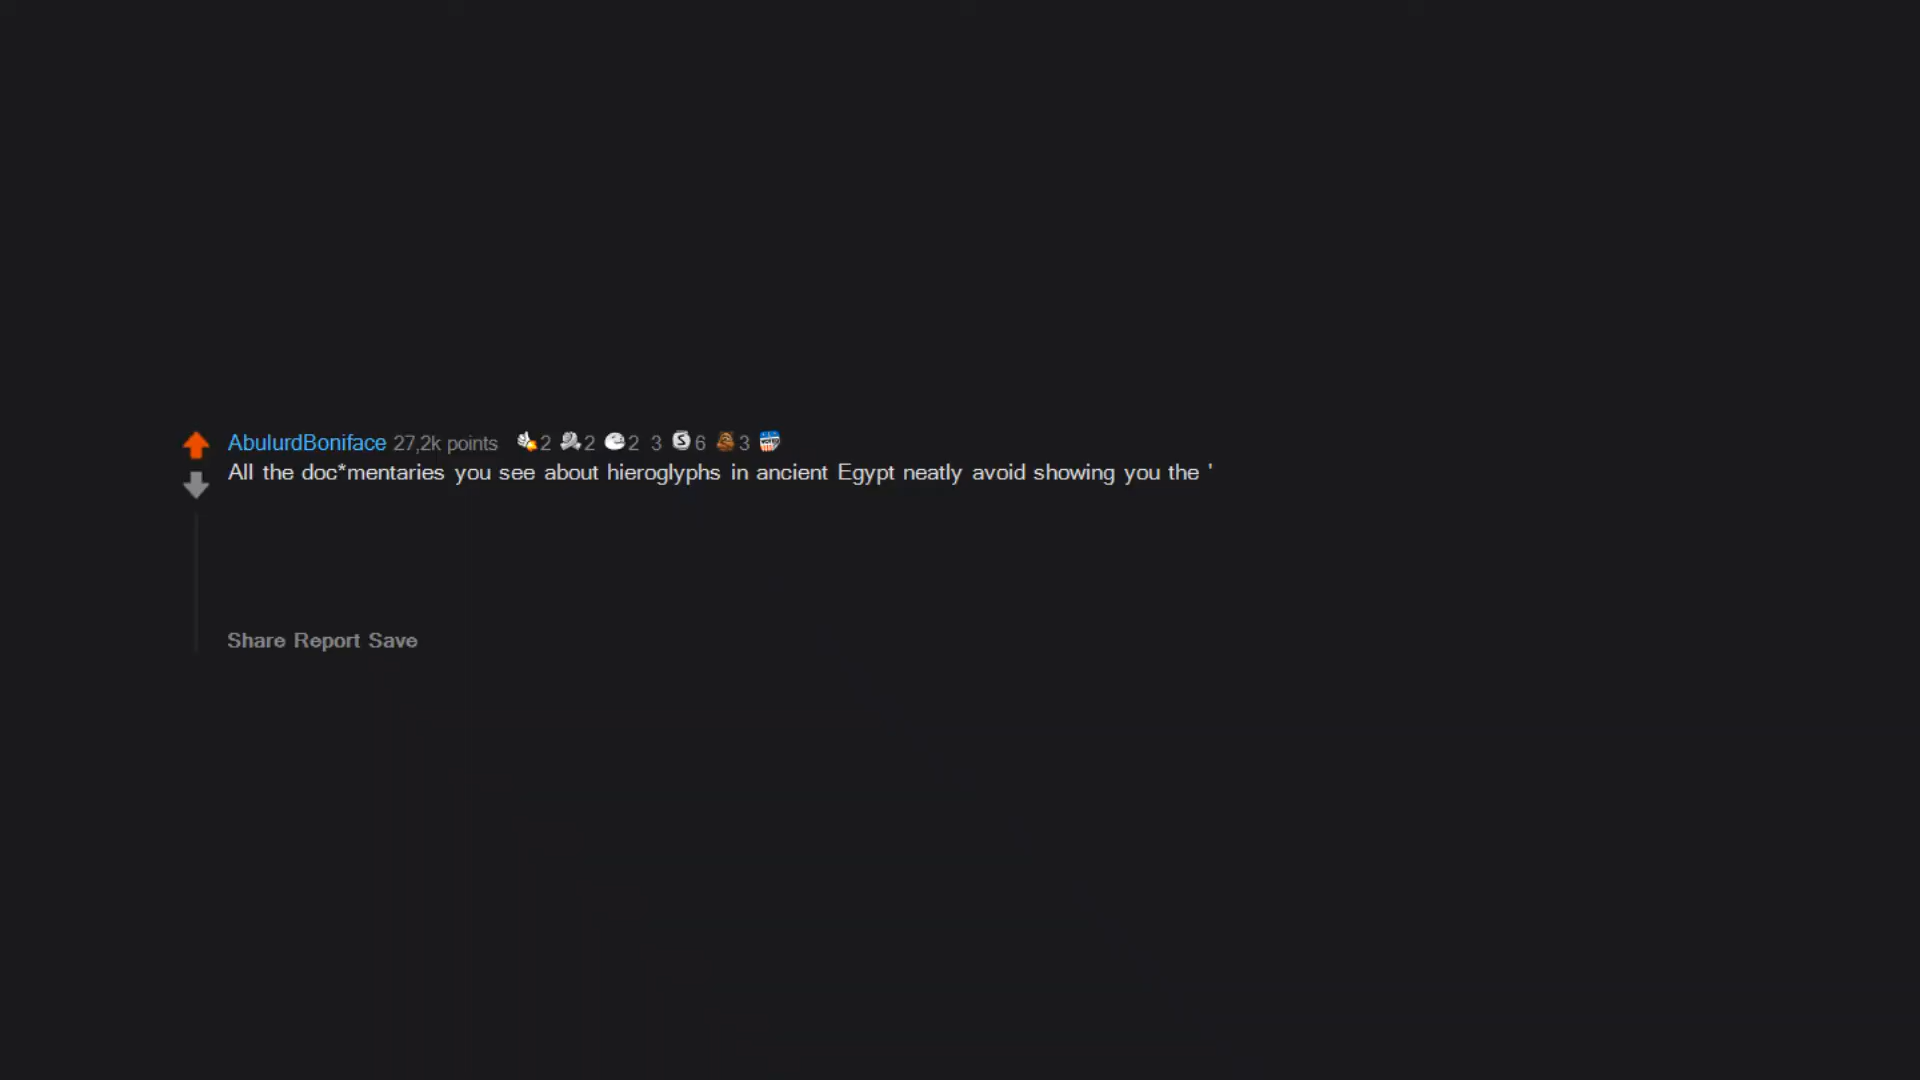 AbulurdBoniface 27,2k points 2 2 2 3 S 6 3 VOTED
All the doc*mentaries you see about hieroglyphs in ancient Egypt neatly avoid showing you the '
Share Report Save